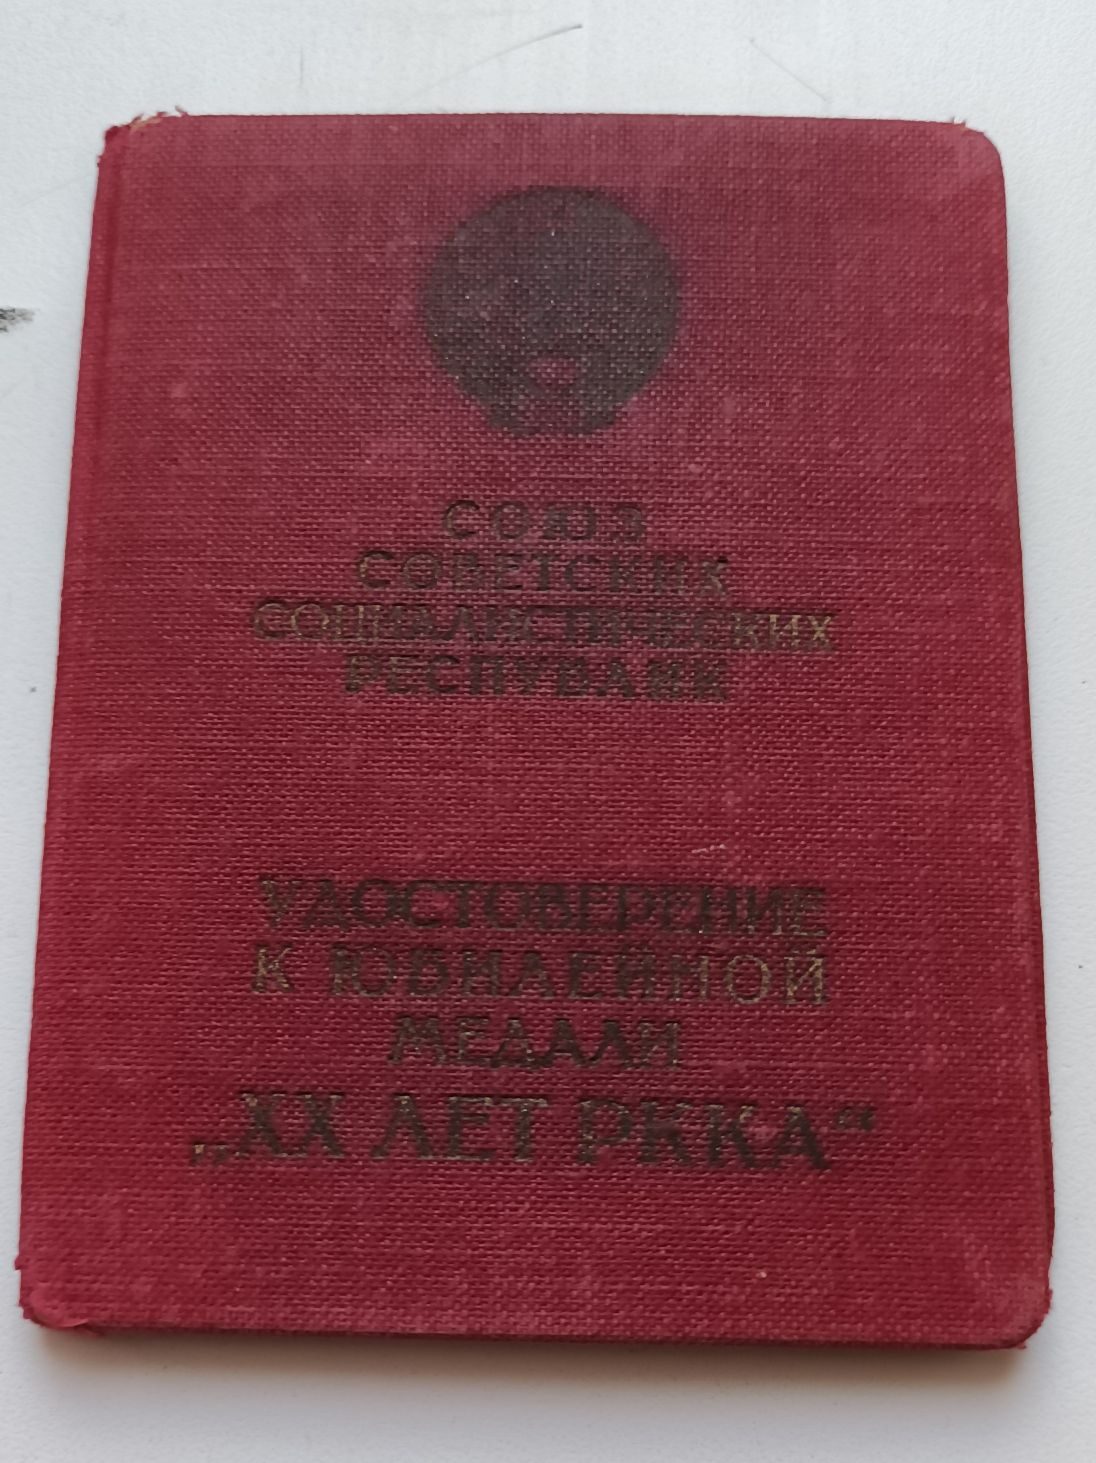 СОЮЗ
СОВЕТСКИХ
СОЦИАЛИСТИЧЕСКИХ
РЕСПУБЛИК
УДОСТОВЕРЕНИЕ
К ЮБИЛЕЙНОЙ
МЕДАЛИ
„XX ЛЕТ РККА“